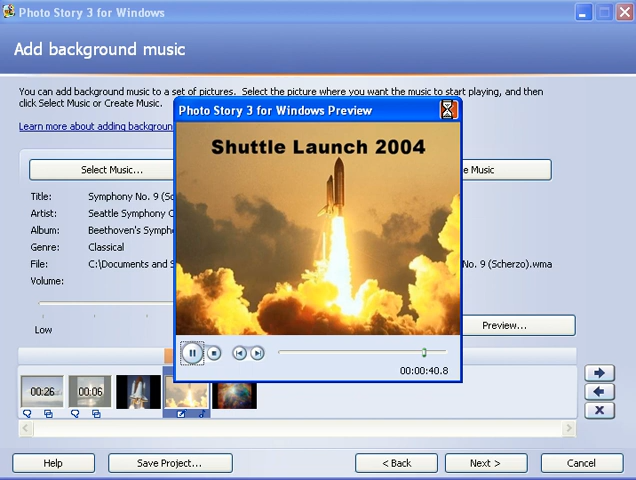 Photo Story 3 for Windows
Add background music
You can add background music to a set of pictures. Select the picture where you want the music to start playing, and then
click Select Music or Create Music.
Learn more about adding backgroun
Photo Story 3 for Windows Preview
Shuttle Launch 2004
Select Music...
e Music
Title: Symphony No. 9 (Sc
Artist: Seattle Symphony C
Album: Beethoven's Symph
Genre: Classical
File: C:\Documents and S No. 9 (Scherzo).wma
Volume:
Low
Preview...
00:00:40.8
00:26 00:06
Help Save Project... < Back Next > Cancel